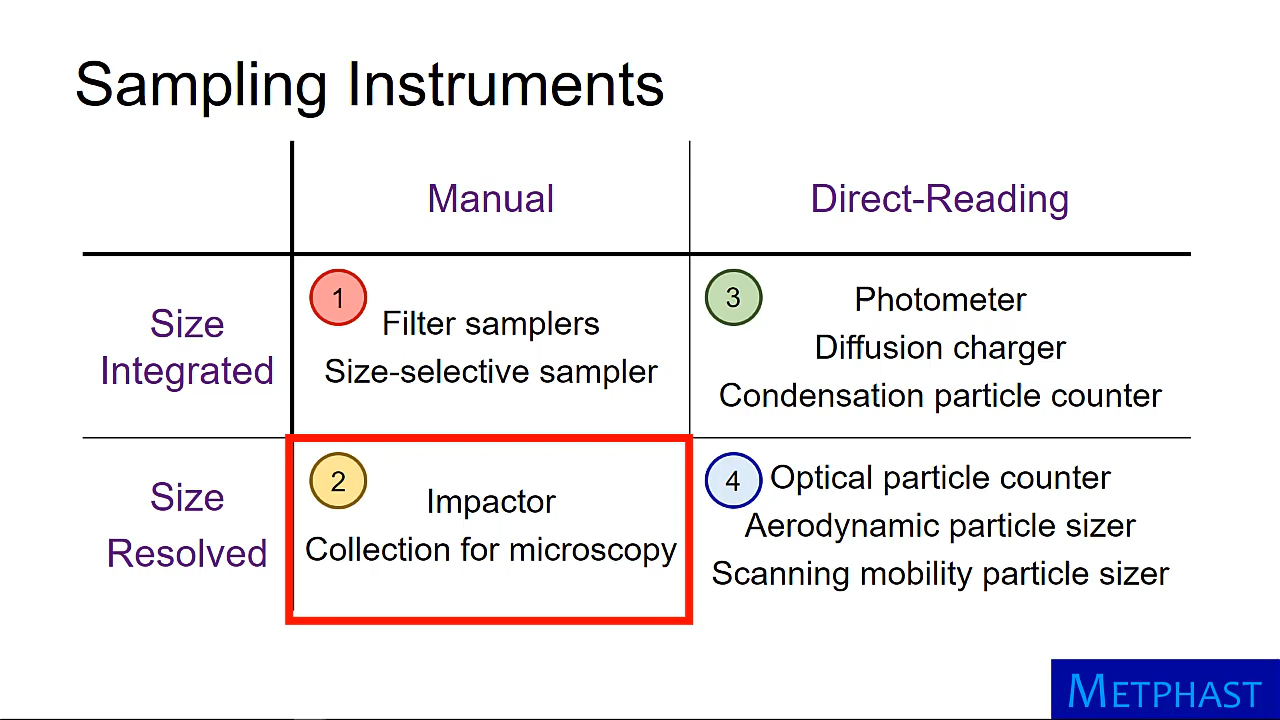 Sampling Instruments
Manual
Direct-Reading
Size
Integrated
1
Filter samplers
Size-selective sampler
3
Photometer
Diffusion charger
Condensation particle counter
Size
Resolved
2
Impactor
Collection for microscopy
4
Optical particle counter
Aerodynamic particle sizer
Scanning mobility particle sizer
METPHAST